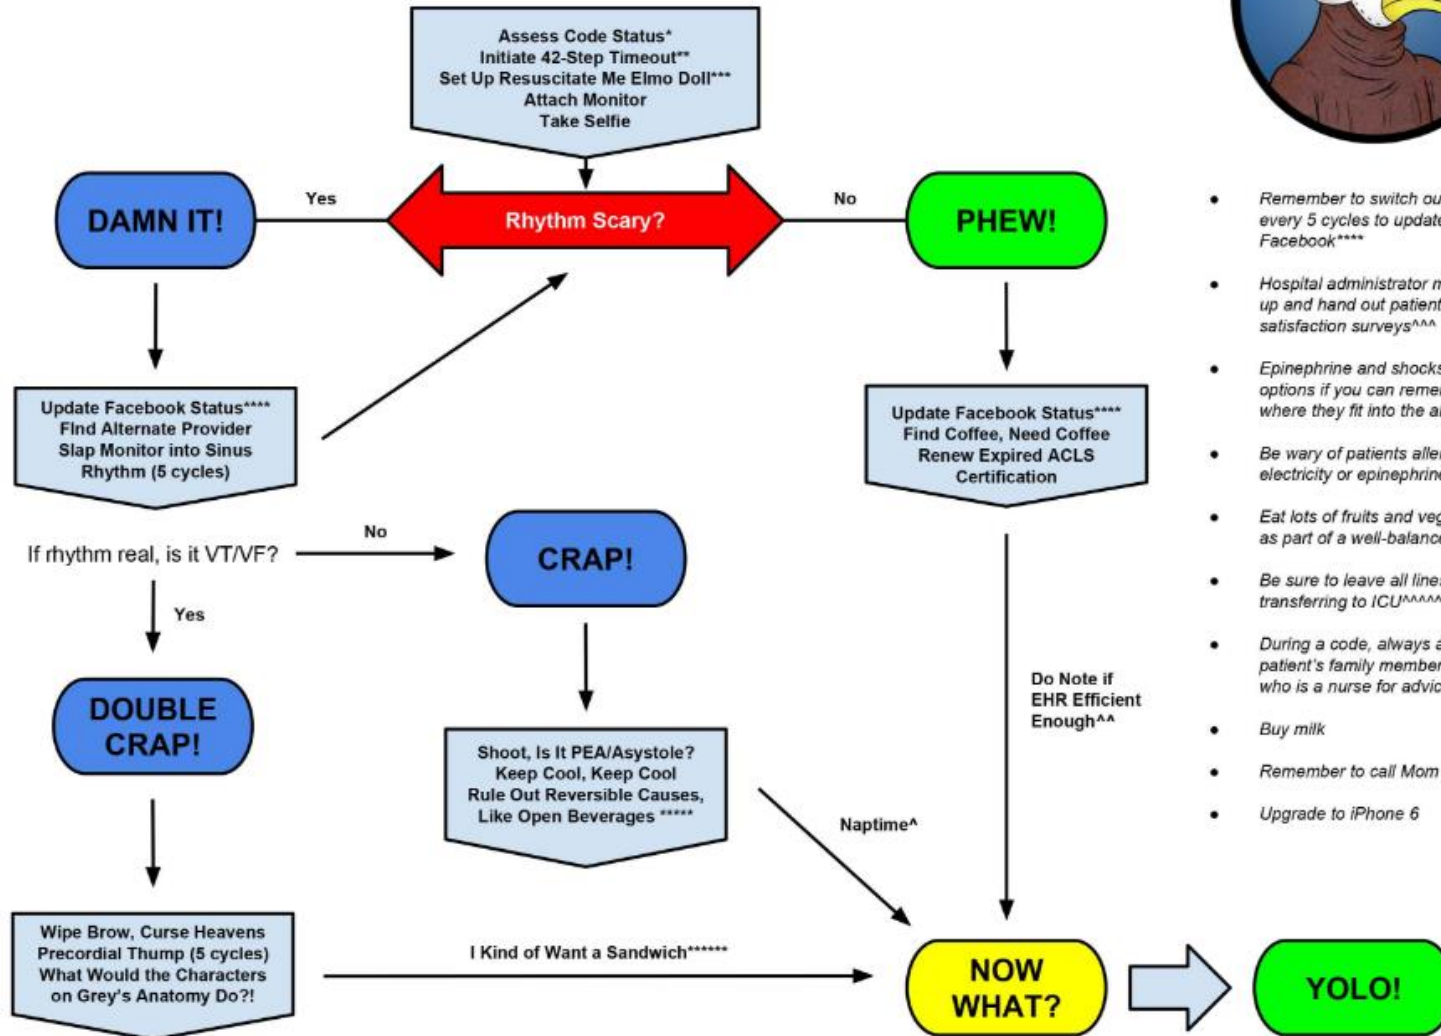 Assess Code Status*
Initiate 42-Step Timeout**
Set Up Resuscitate Me Elmo Doll***
Attach Monitor
Take Selfie
DAMN IT!
Yes
Rhythm Scary?
No
PHEW!
Update Facebook Status****
FInd Alternate Provider
Slap Monitor into Sinus
Rhythm (5 cycles)
Update Facebook Status****
Find Coffee, Need Coffee
Renew Expired ACLS
Certification
If rhythm real, is it VT/VF?
No
CRAP!
Yes
DOUBLE
CRAP!
Shoot, Is It PEA/Asystole?
Keep Cool, Keep Cool
Rule Out Reversible Causes,
Like Open Beverages *****
Do Note if
EHR Efficient
Enough^^
Naptime^
Wipe Brow, Curse Heavens
Precordial Thump (5 cycles)
What Would the Characters
on Grey's Anatomy Do?!
I Kind of Want a Sandwich******
NOW
WHAT?
YOLO!
● Remember to switch
every 5 cycles to update
Facebook****
● Hospital administrator
up and hand out patient
satisfaction surveys^^^
● Epinephrine and shocks
options if you can
where they fit into the
● Be wary of patients
electricity or epinephrine
● Eat lots of fruits and
as part of a
● Be sure to leave all
transferring to ICU^^^^^
● During a code, always
patient's family member
who is a nurse for
● Buy milk
● Remember to call Mom
● Upgrade to iPhone 6